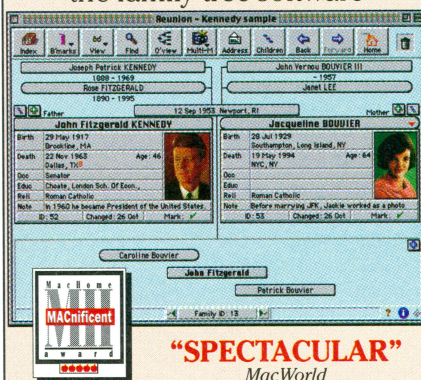 the family tree software
Reunion - Kennedy sample
Index B'marks View Find O'view Multi-M Address Children Back Forward Home
Joseph Patrick KENNEDY
1888 - 1969
Rose FITZGERALD
1890 - 1995
John Vernou BOUVIER III
- 1957
Janet LEE
Father
12 Sep 1953 Newport, RI
Mother
John Fitzgerald KENNEDY
Birth 29 May 1917
Brookline, MA
Death 22 Nov 1963 Age: 46
Dallas, TX
Occ Senator
Educ Choate, London Sch. Of Econ.,
Reli Roman Catholic
Note In 1960 he became President of the United States.
ID: 52 Changed: 26 Oct Mark: ✓
Jacqueline BOUVIER
Birth 28 Jul 1929
Southampton, Long Island, NY
Death 19 May 1994 Age: 64
NYC, NY
Occ
Educ
Reli Roman Catholic
Note Before marrying JFK, Jackie worked as a photo
ID: 53 Changed: 26 Oct Mark: ✓
Caroline Bouvier
John Fitzgerald
Patrick Bouvier
Family ID: 13
MacHome
MACnificent
award
“SPECTACULAR”
MacWorld